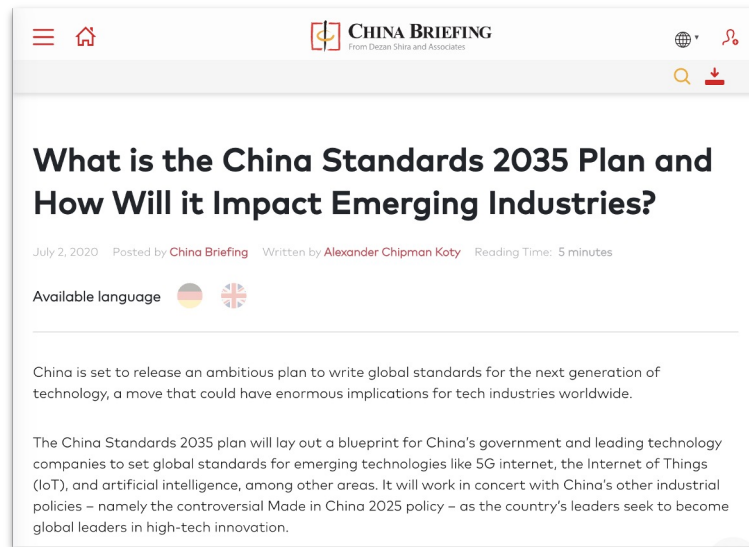 CHINA BRIEFING
From Dezan Shira and Associates
What is the China Standards 2035 Plan and
How Will it Impact Emerging Industries?
July 2, 2020 Posted by China Briefing Written by Alexander Chipman Koty Reading Time: 5 minutes
Available language
China is set to release an ambitious plan to write global standards for the next generation of
technology, a move that could have enormous implications for tech industries worldwide.
The China Standards 2035 plan will lay out a blueprint for China's government and leading technology
companies to set global standards for emerging technologies like 5G internet, the Internet of Things
(IoT), and artificial intelligence, among other areas. It will work in concert with China's other industrial
policies – namely the controversial Made in China 2025 policy – as the country's leaders seek to become
global leaders in high-tech innovation.